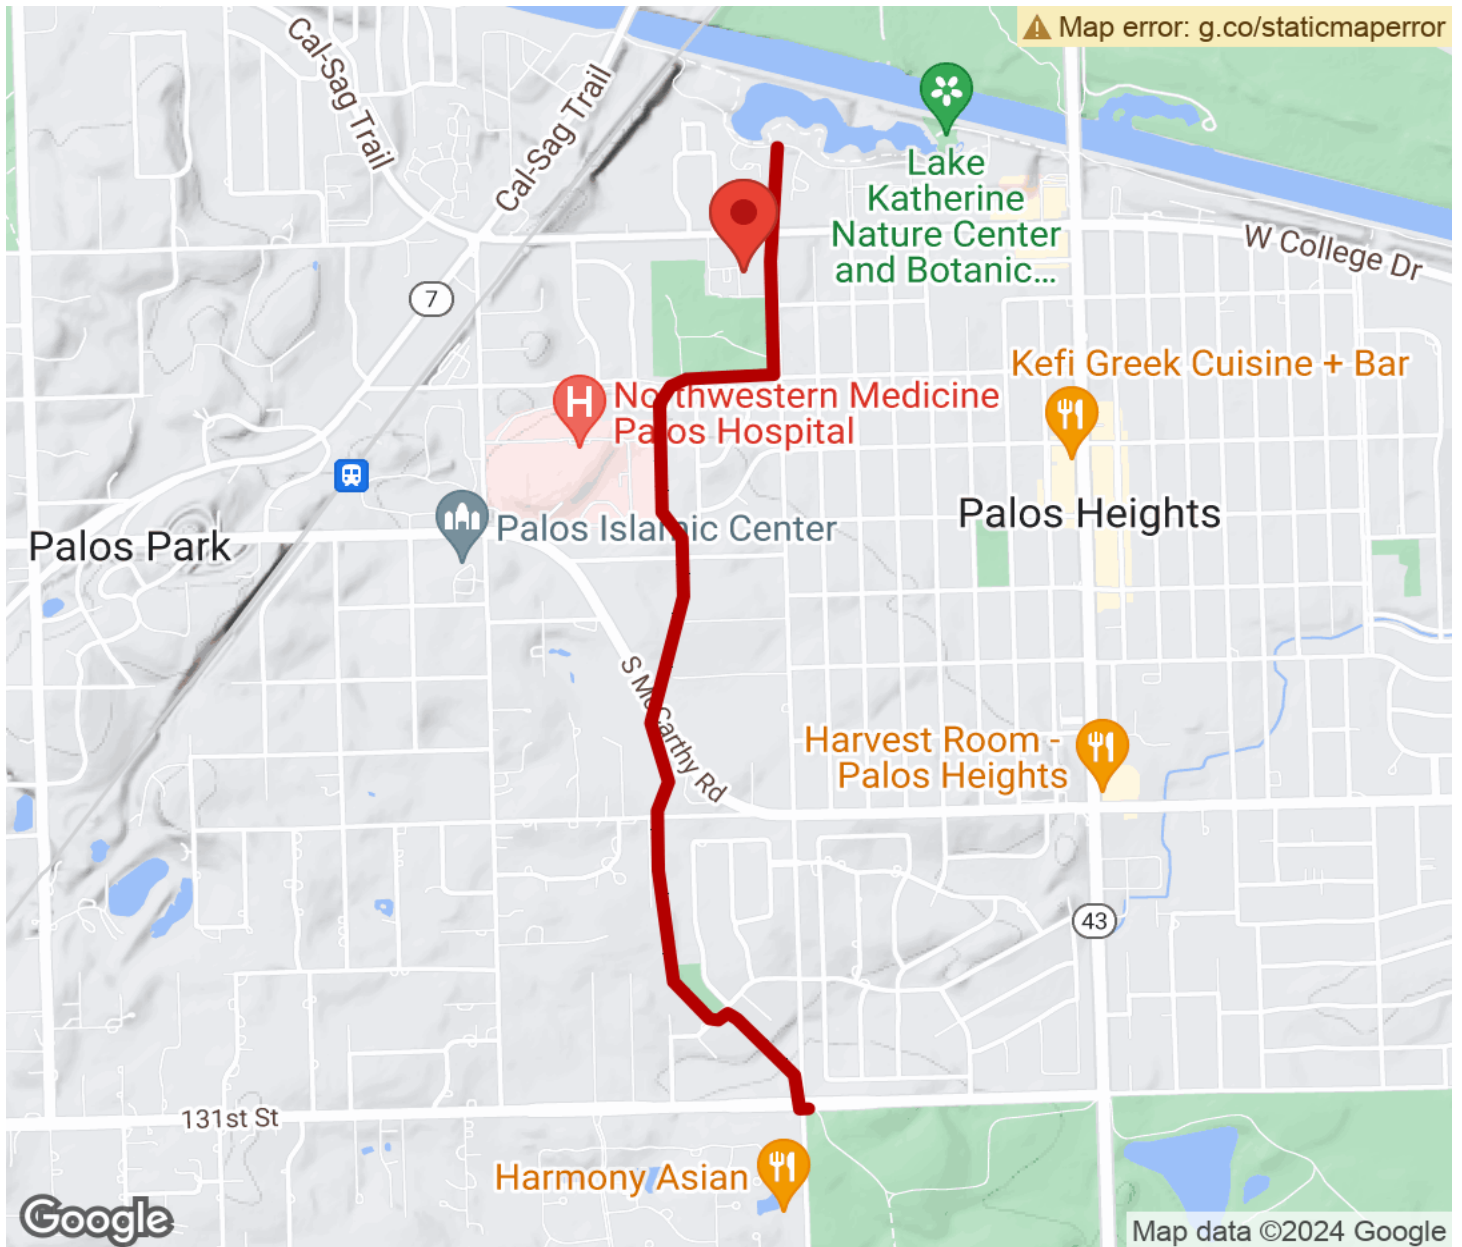 Map error: g.co/staticmaperror
Cal-Sag Trail
Cal-Sag Trail
Lake
Katherine
Nature Center
and Botanic...
W College Dr
7
Kefi Greek Cuisine + Bar
H
Northwestern Medicine
Palos Hospital
Palos Heights
Palos Islamic Center
Palos Park
S McCarthy Rd
Harvest Room -
Palos Heights
43
131st St
Harmony Asian
Google
Map data ©2024 Google